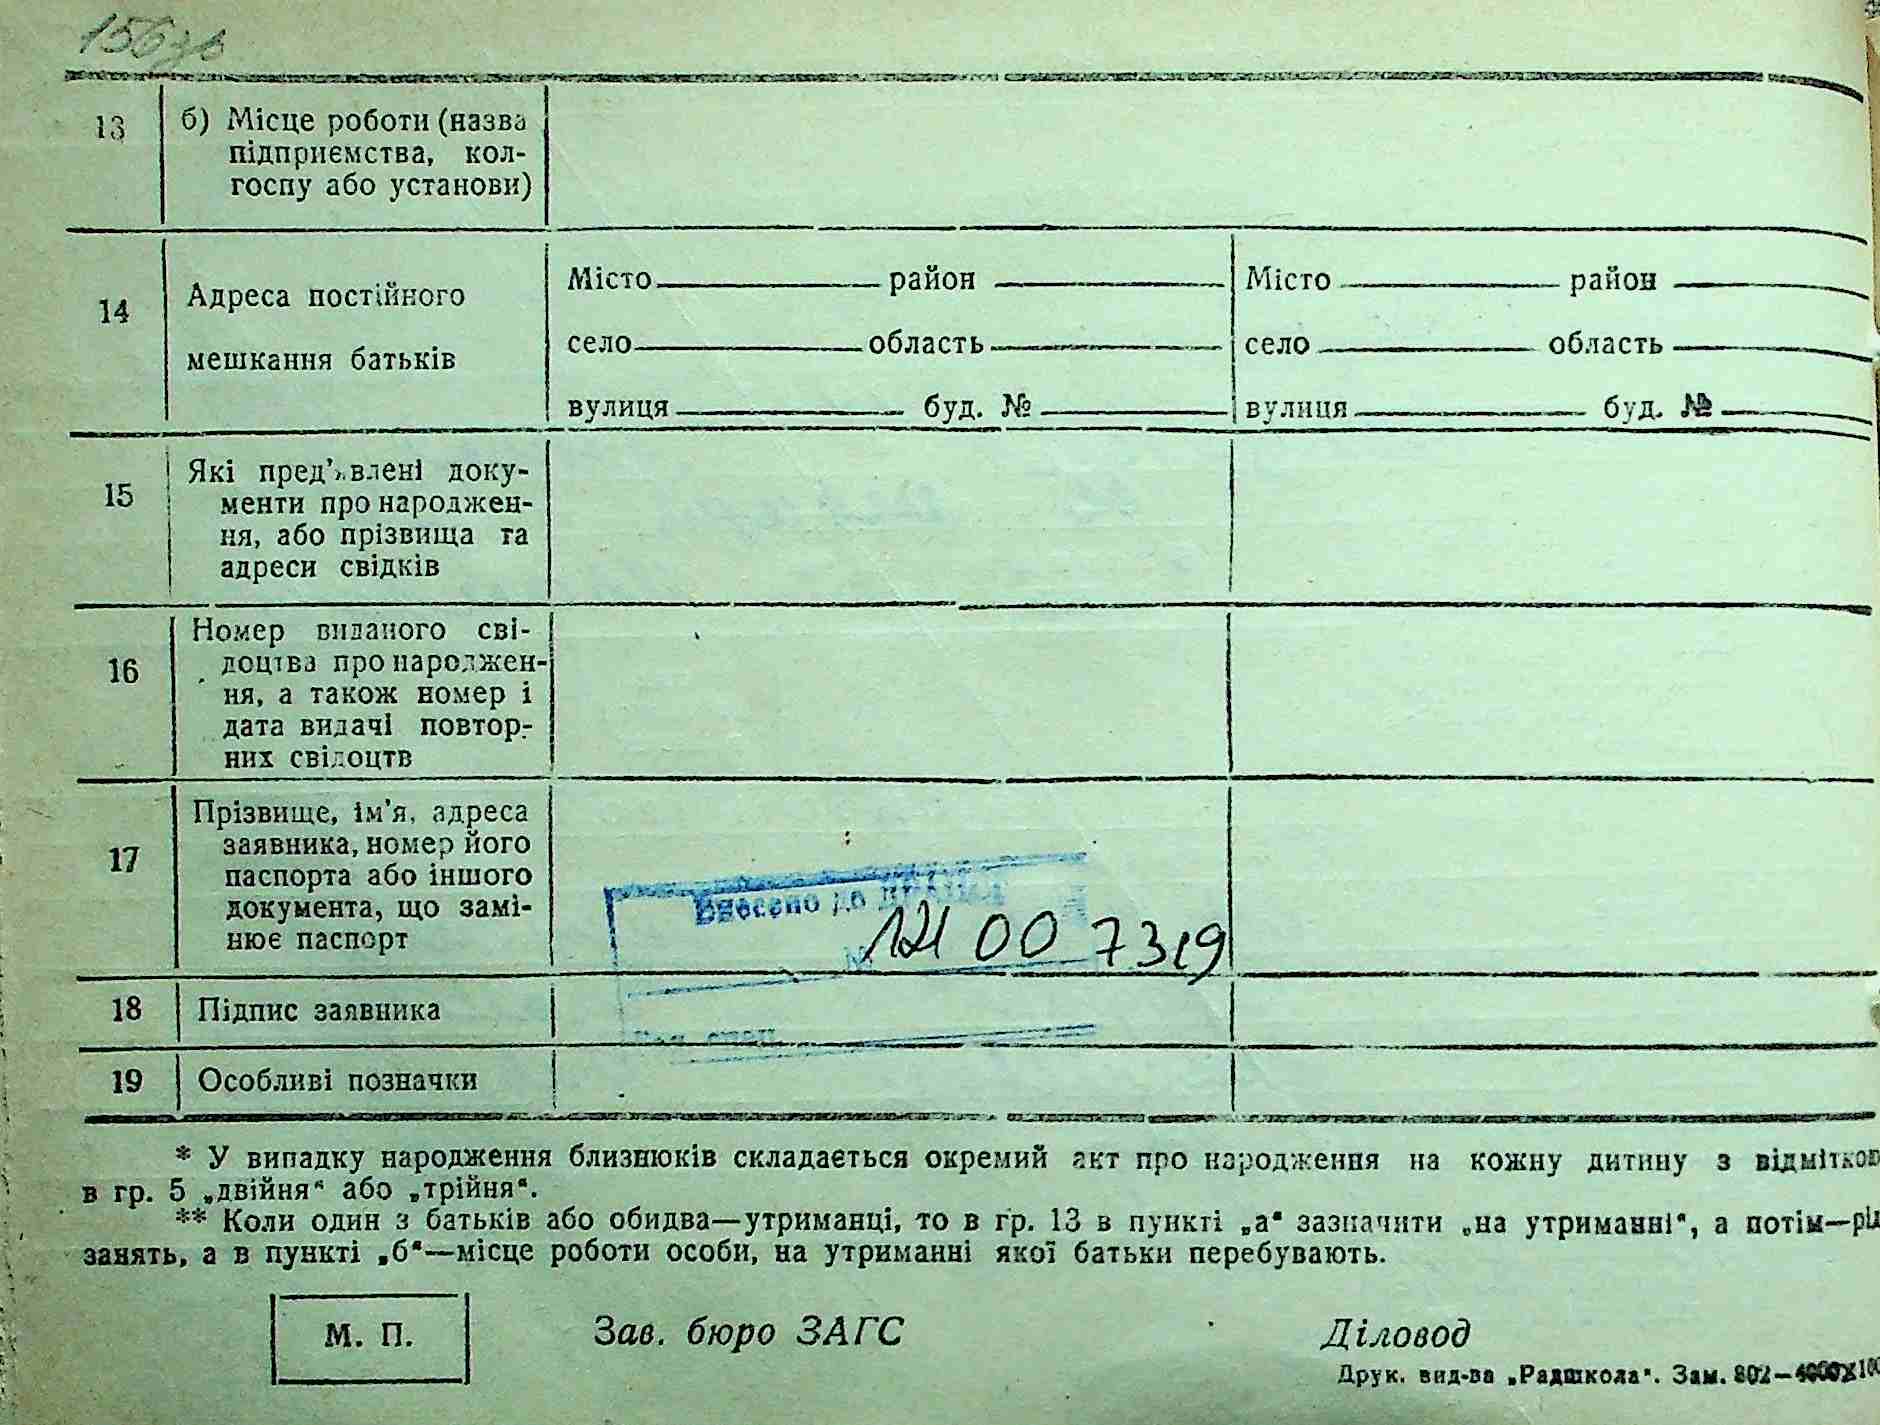 156 зв
13
б) Місце роботи (назва
підприємства, кол-
госпу або установи)
14
Адреса постійного
мешкання батьків
Місто район
село область
вулиця буд. №
Місто район
село область
вулиця буд. №
15
Які пред'явлені доку-
менти про народжен-
ня, або прізвища та
адреси свідків
16
Номер виданого сві-
доцтва про народжен-
ня, а також номер і
дата видачі повтор-
них свідоцтв
17
Прізвище, ім'я, адреса
заявника, номер його
паспорта або іншого
документа, що замі-
нює паспорт
Внесено до
№ 00 7319
18
Підпис заявника
19
Особливі позначки
* У випадку народження близнюків складається окремий акт про народження на кожну дитину з відміткою
в гр. 5 „двійня“ або „трійня“.
** Коли один з батьків або обидва—утриманці, то в гр. 13 в пункті „а“ зазначити „на утриманні“, а потім—рід
занять, а в пункті „б“—місце роботи особи, на утриманні якої батьки перебувають.
М. П.
Зав. бюро ЗАГС
Діловод
Друк. вид-ва „Радшкола“. Зам. 802—4000X100